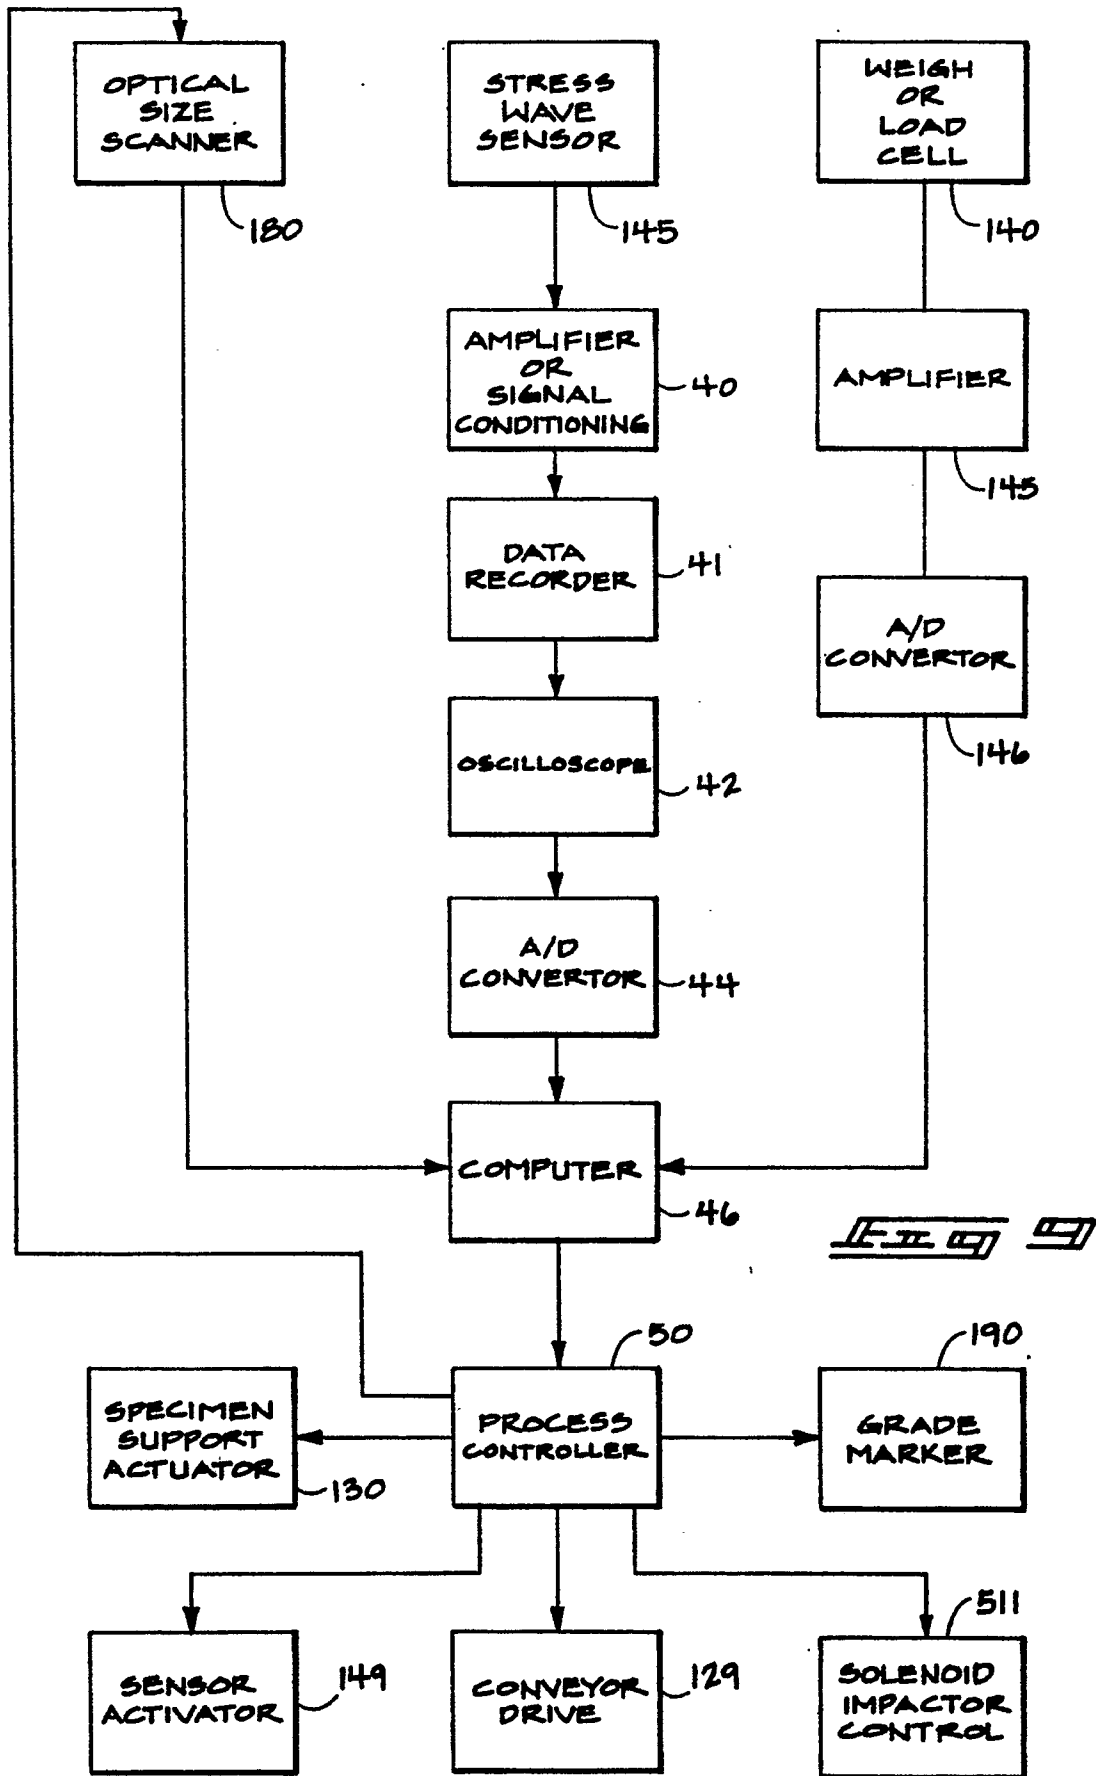 OPTICAL
SIZE
SCANNER
180
STRESS
WAVE
SENSOR
145
WEIGH
OR
LOAD
CELL
140
AMPLIFIER
OR
SIGNAL
CONDITIONING
40
AMPLIFIER
145
DATA
RECORDER
41
A/D
CONVERTOR
146
OSCILLOSCOPE
42
A/D
CONVERTOR
44
COMPUTER
46
FIG 9
50
190
SPECIMEN
SUPPORT
ACTUATOR
130
PROCESS
CONTROLLER
GRADE
MARKER
511
SENSOR
ACTIVATOR
149
CONVEYOR
DRIVE
129
SOLENOID
IMPACTOR
CONTROL